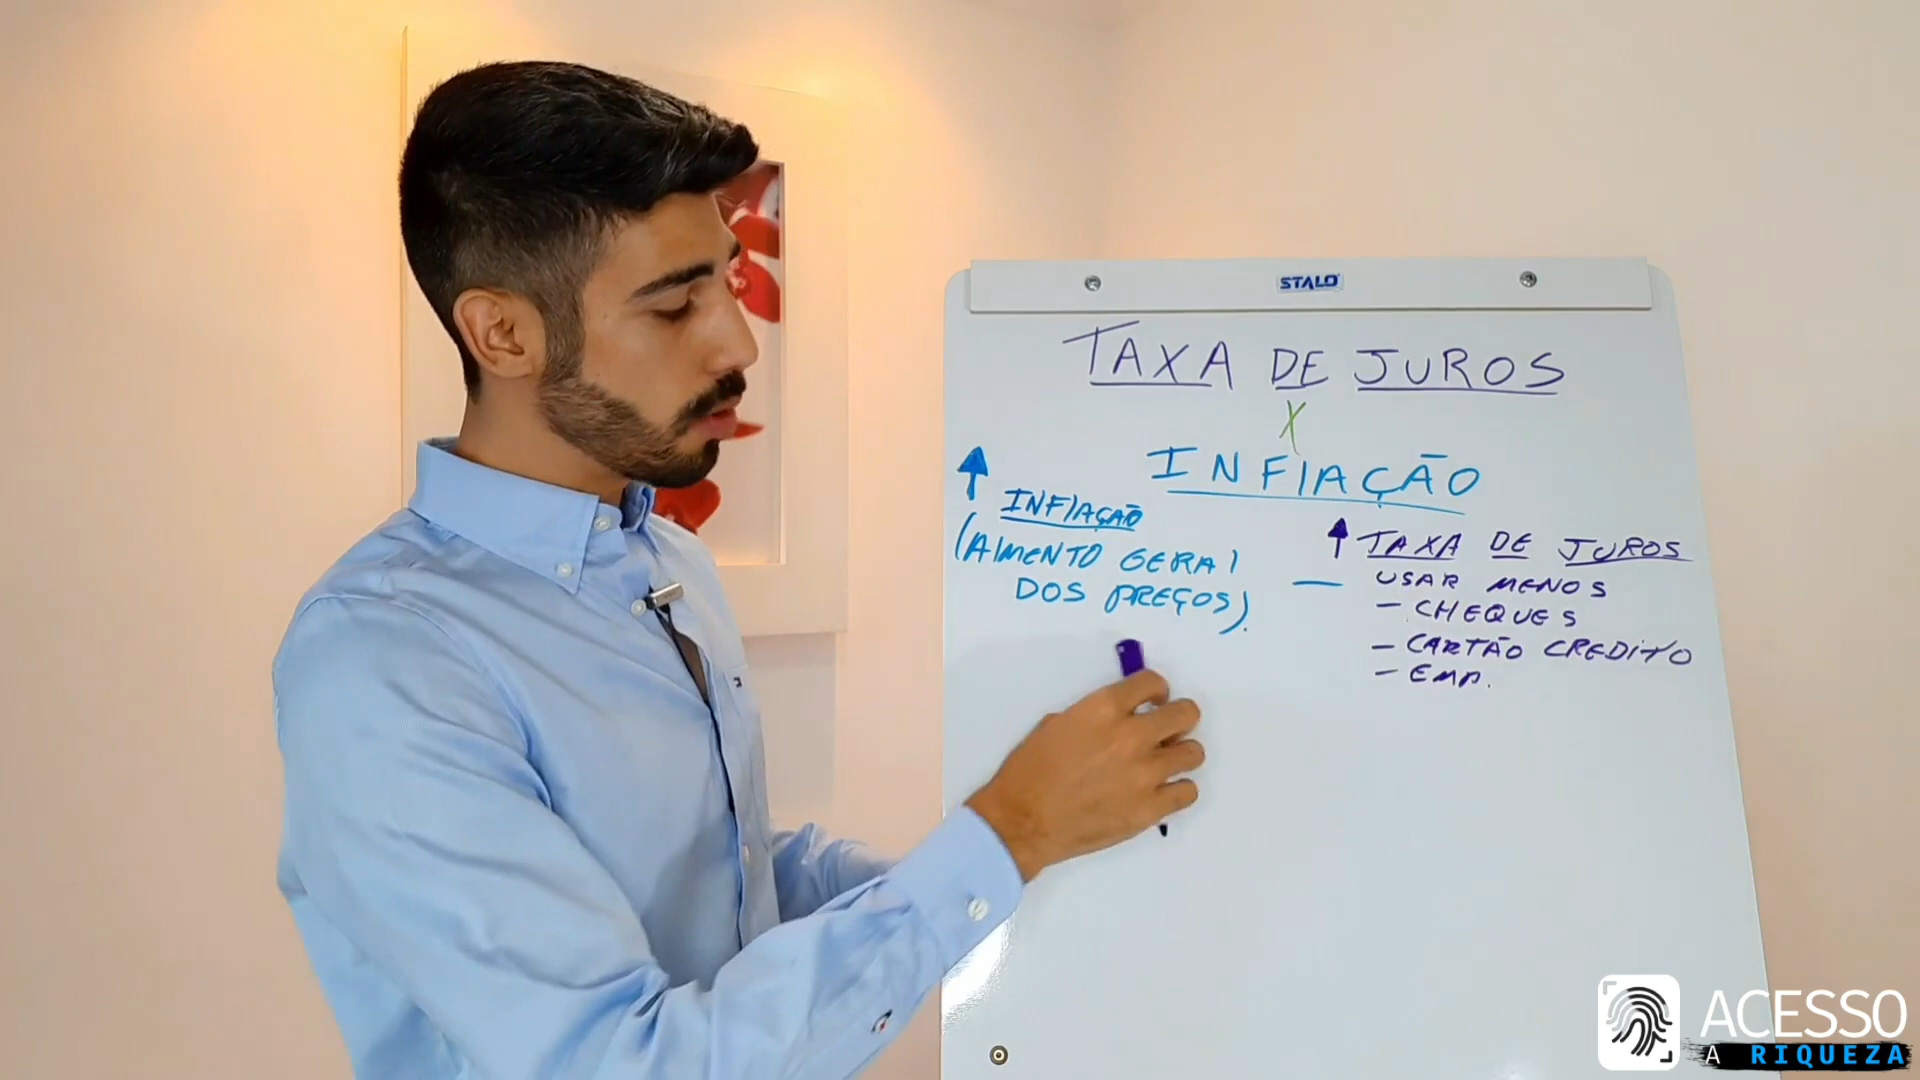 STALO
TAXA DE JUROS
X
INFlAÇÃO
INFlAÇÃO
(AUMENTO GERAl
DOS PREÇOS).
TAXA DE JUROS
USAR MENOS
- CHEQUES
- CARTÃO CREDITO
- EMP.
ACESSO
A RIQUEZA